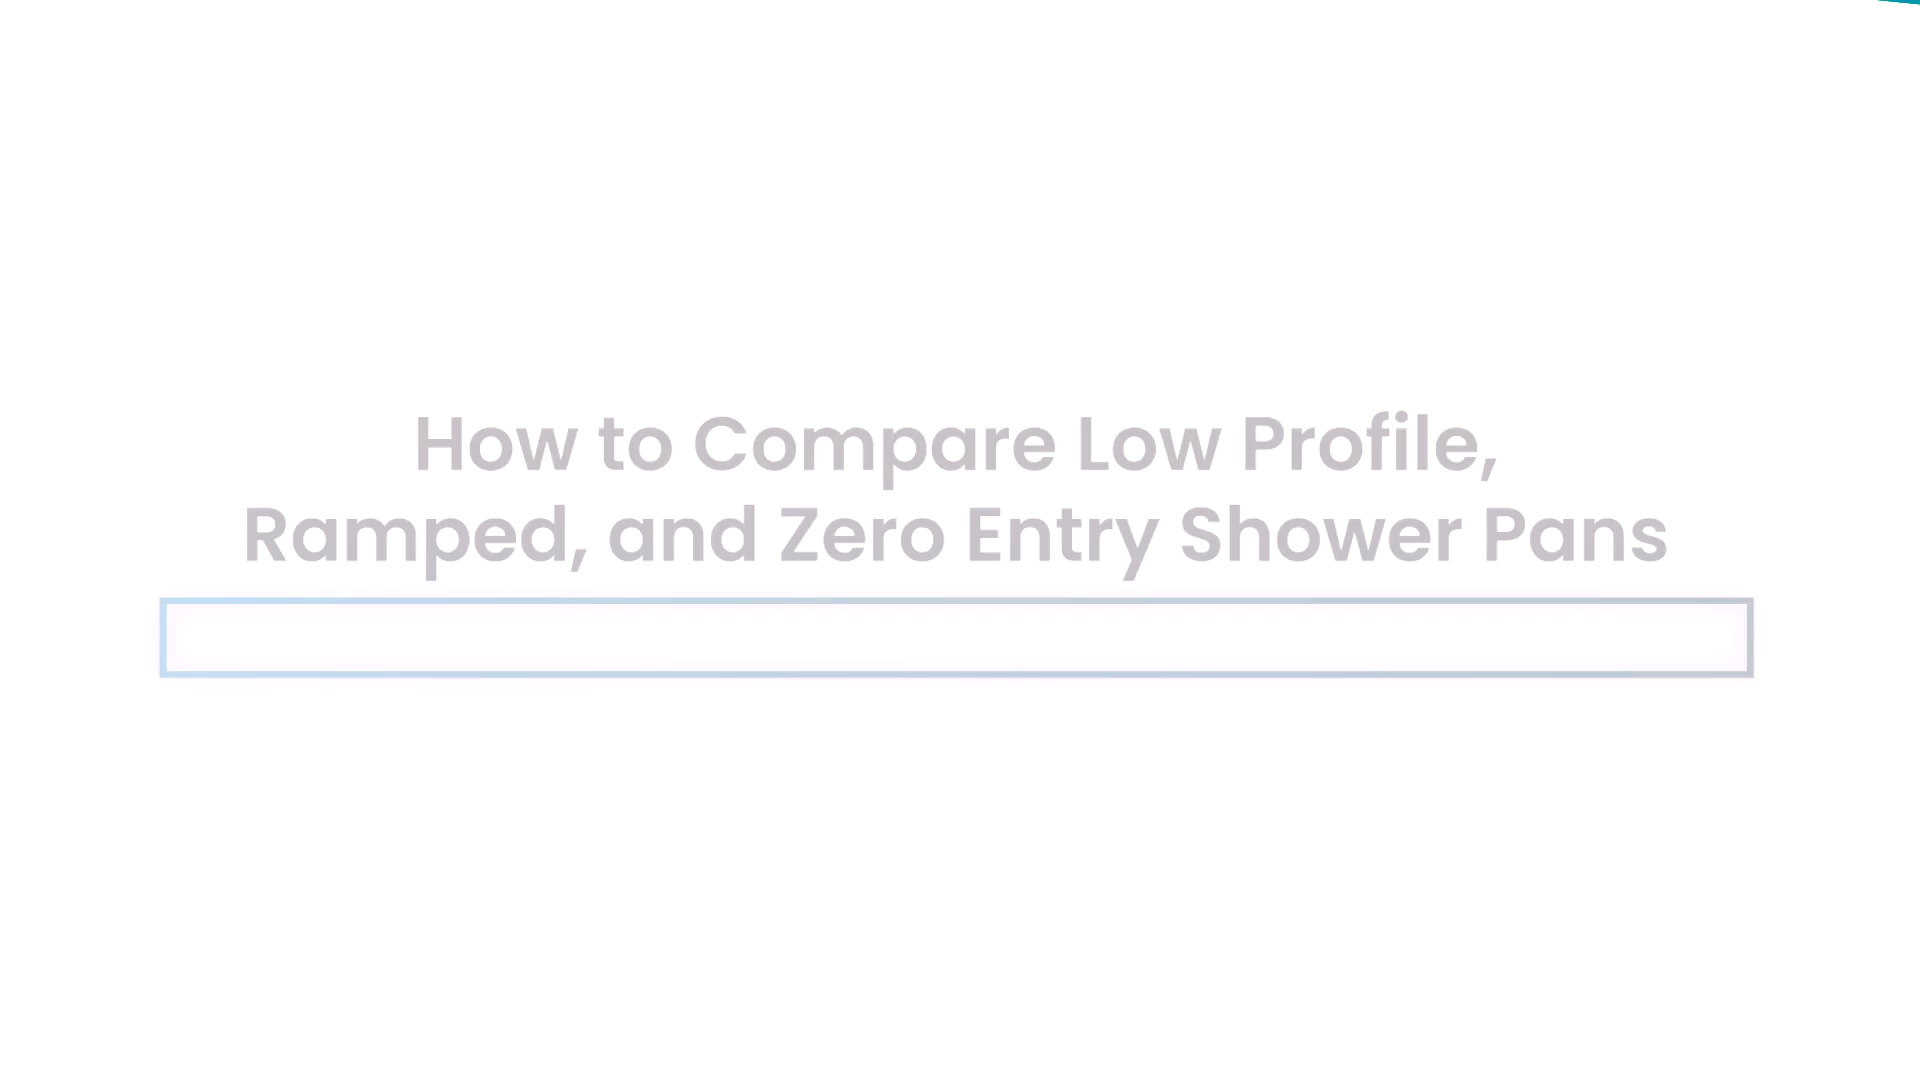 How to Compare Low Profile,
Ramped, and Zero Entry Shower Pans